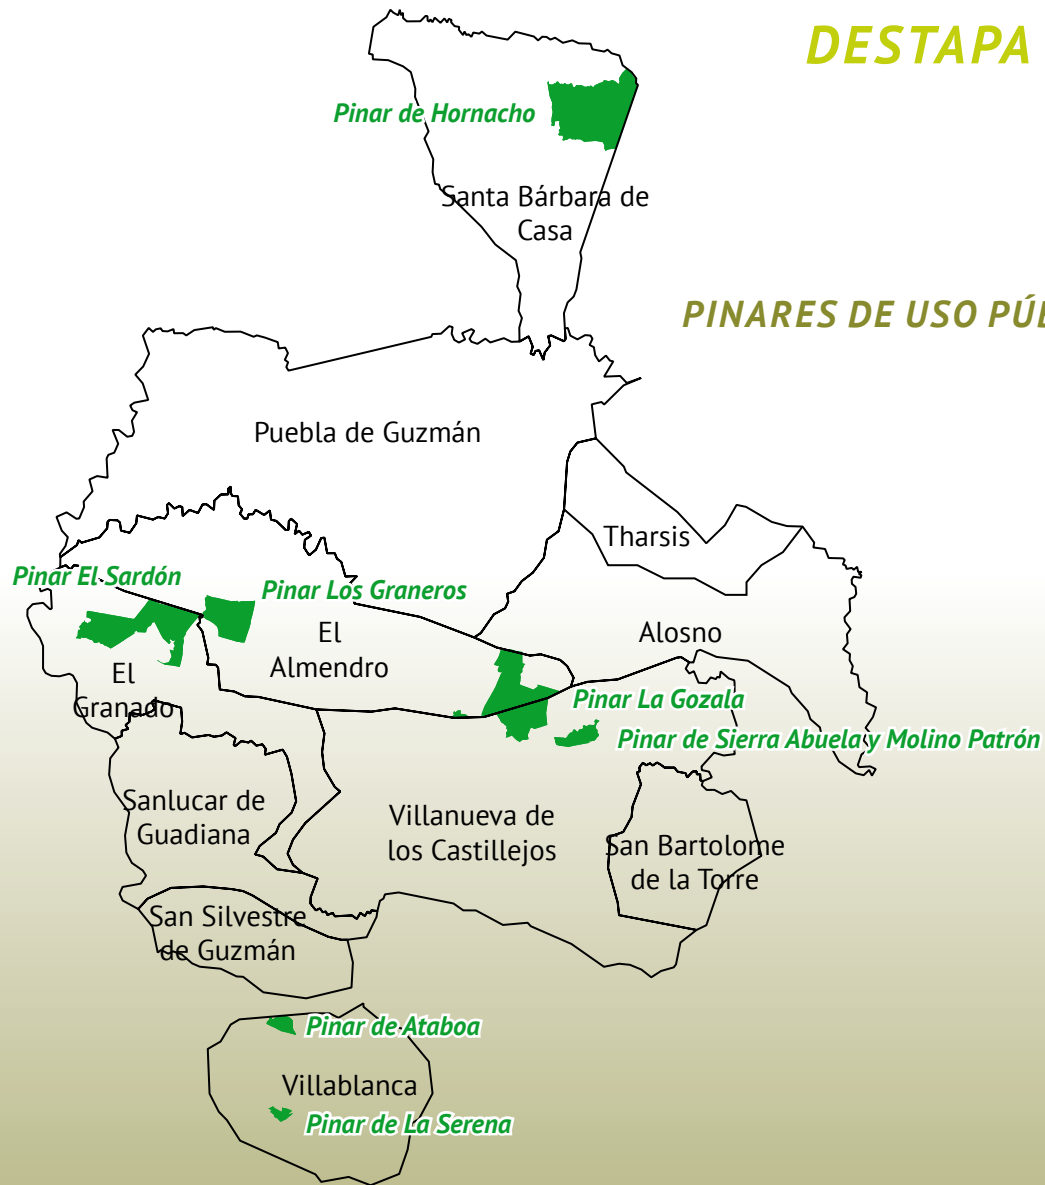 DESTAPA
Pinar de Hornacho
Santa Bárbara de
Casa
PINARES DE USO
Puebla de Guzmán
Tharsis
Pinar El Sardón
Pinar Los Graneros
El
Almendro
Alosno
El
Granado
Pinar La Gozala
Pinar de Sierra Abuela y Molino Patrón
Sanlucar de
Guadiana
Villanueva de
los Castillejos
San Bartolome
de la Torre
San Silvestre
de Guzmán
Pinar de Ataboa
Villablanca
Pinar de La Serena